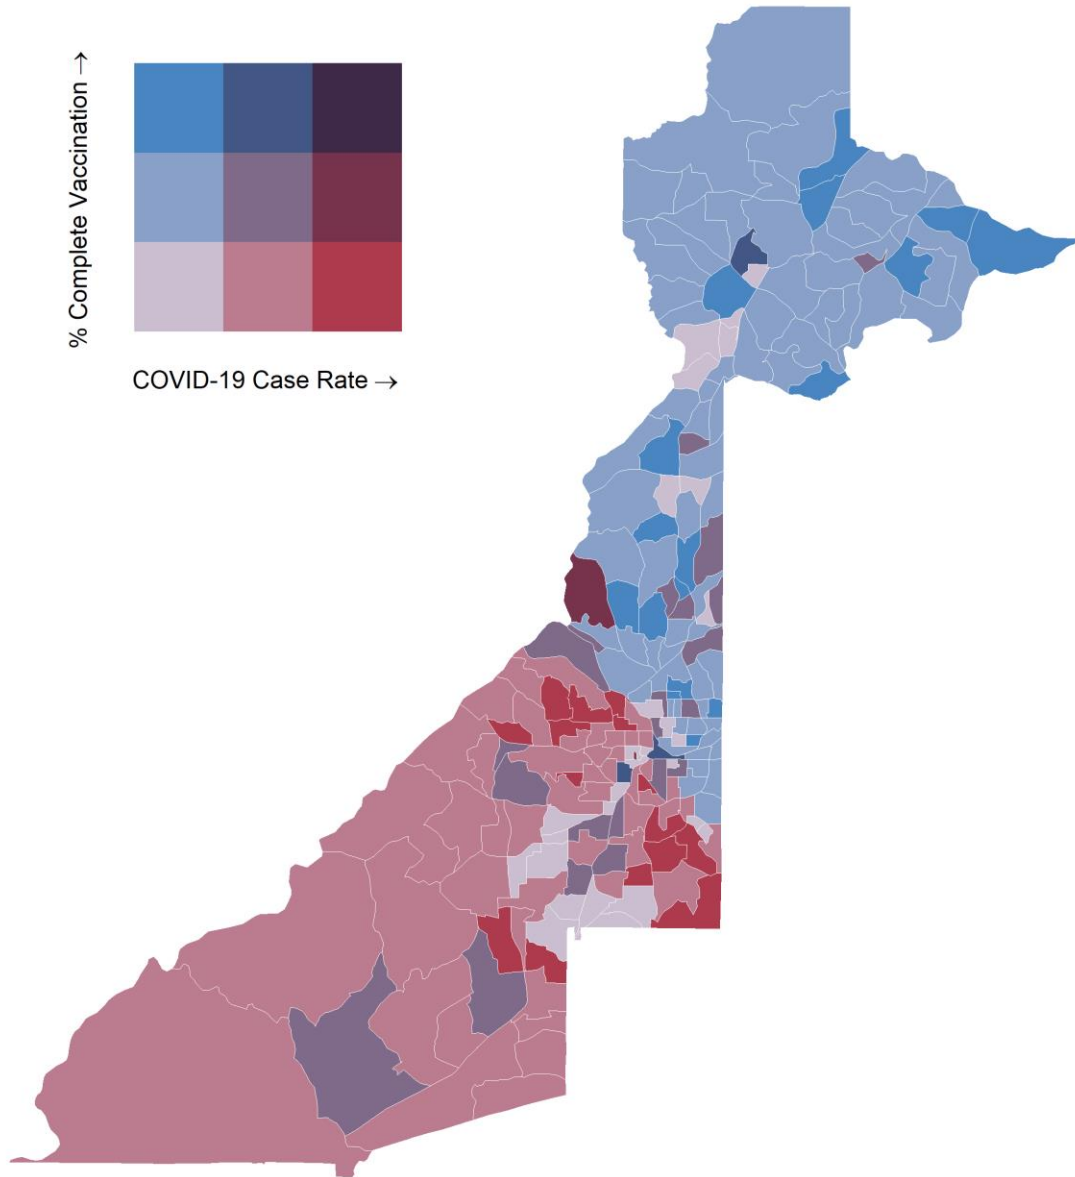 % Complete Vaccination →
COVID-19 Case Rate →